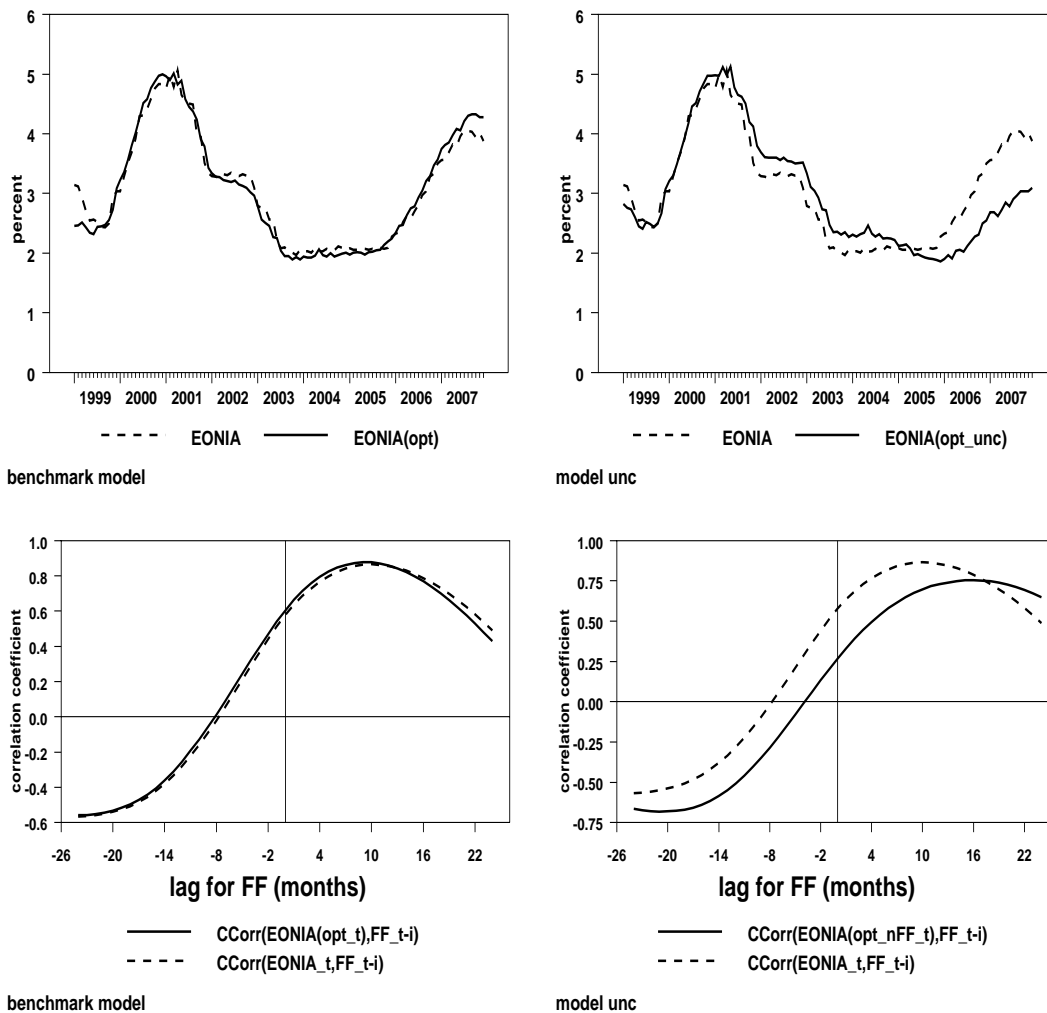 6
5
4
3
2
1
0
percent
1999 2000 2001 2002 2003 2004 2005 2006 2007
EONIA EONIA(opt)
benchmark model
6
5
4
3
2
1
0
percent
1999 2000 2001 2002 2003 2004 2005 2006 2007
EONIA EONIA(opt_unc)
model unc
1.0
0.8
0.6
0.4
0.2
0.0
-0.2
-0.4
-0.6
correlation coefficient
-26 -20 -14 -8 -2 4 10 16 22
lag for FF (months)
CCorr(EONIA(opt_t),FF_t-i)
CCorr(EONIA_t,FF_t-i)
benchmark model
1.00
0.75
0.50
0.25
0.00
-0.25
-0.50
-0.75
correlation coefficient
-26 -20 -14 -8 -2 4 10 16 22
lag for FF (months)
CCorr(EONIA(opt_nFF_t),FF_t-i)
CCorr(EONIA_t,FF_t-i)
model unc